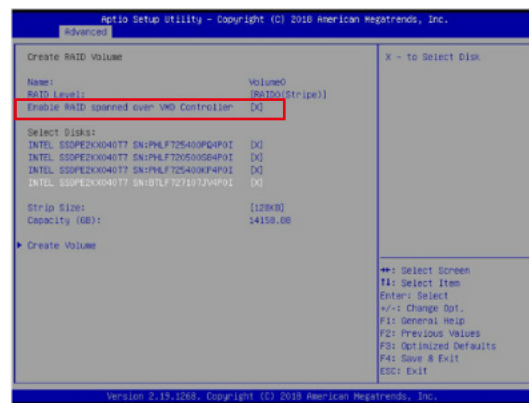 Aptio Setup Utility – Copyright (C) 2018 American Megatrends, Inc.
Advanced
Create RAID Volume
X - to Select Disk
Name: Volume0
RAID Level: [RAID0(Stripe)]
Enable RAID spanned over VMD Controller [X]
Select Disks:
INTEL SSDPE2KX040T7 SN:PHLF725400PQ4P0I [X]
INTEL SSDPE2KX040T7 SN:PHLF720500S84P0I [X]
INTEL SSDPE2KX040T7 SN:PHLF725400KP4P0I [X]
INTEL SSDPE2KX040T7 SN:BTLF727107JV4P0I [X]
Strip Size: [128KB]
Capacity (GB): 14158.08
Create Volume
: Select Screen
: Select Item
Enter: Select
+/-: Change Opt.
F1: General Help
F2: Previous Values
F3: Optimized Defaults
F4: Save & Exit
ESC: Exit
Version 2.19.1268. Copyright (C) 2018 American Megatrends, Inc.